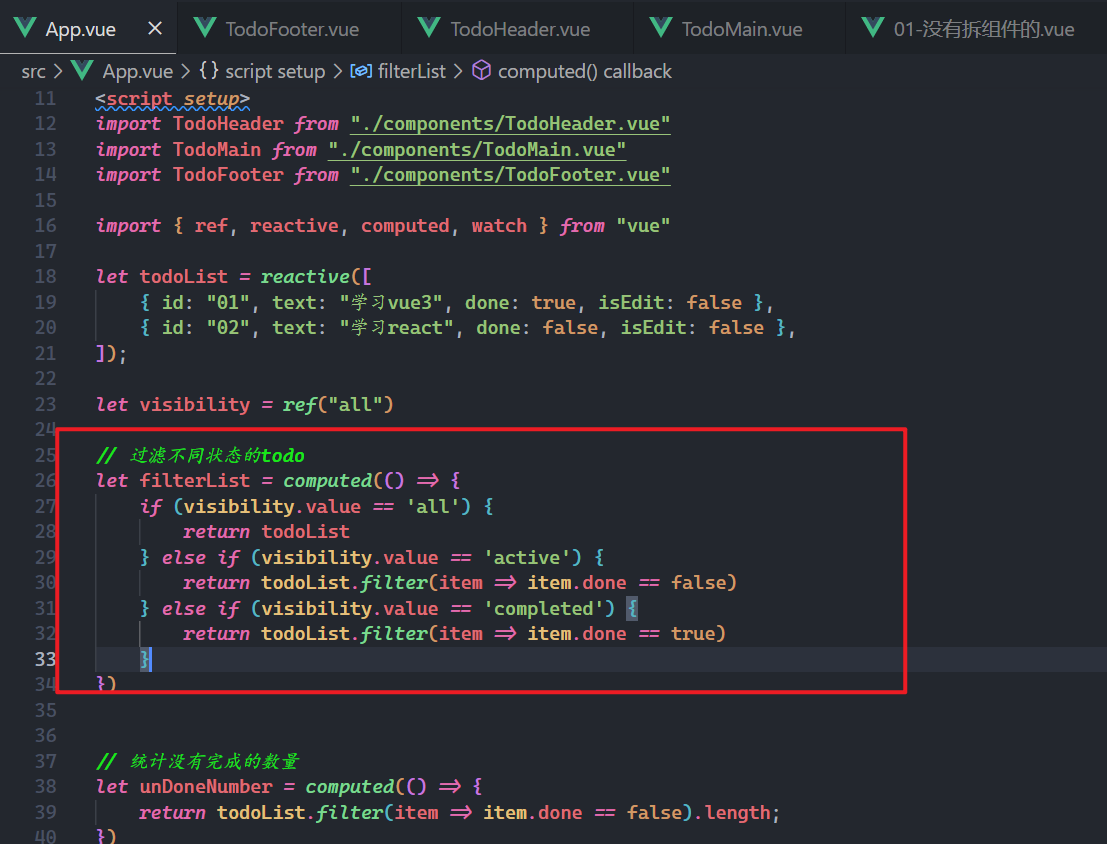 App.vue × TodoFooter.vue TodoHeader.vue TodoMain.vue 01-没有拆组件的.vue
src > App.vue > {} script setup > filterList > computed() callback
11 <script setup>
12 import TodoHeader from "./components/TodoHeader.vue"
13 import TodoMain from "./components/TodoMain.vue"
14 import TodoFooter from "./components/TodoFooter.vue"
15
16 import { ref, reactive, computed, watch } from "vue"
17
18 let todoList = reactive([
19     { id: "01", text: "学习vue3", done: true, isEdit: false },
20     { id: "02", text: "学习react", done: false, isEdit: false },
21 ]);
22
23 let visibility = ref("all")
24
25 // 过滤不同状态的todo
26 let filterList = computed(() => {
27     if (visibility.value == 'all') {
28         return todoList
29     } else if (visibility.value == 'active') {
30         return todoList.filter(item => item.done == false)
31     } else if (visibility.value == 'completed') {
32         return todoList.filter(item => item.done == true)
33     }
34 })
35
36
37 // 统计没有完成的数量
38 let unDoneNumber = computed(() => {
39     return todoList.filter(item => item.done == false).length;
40 })